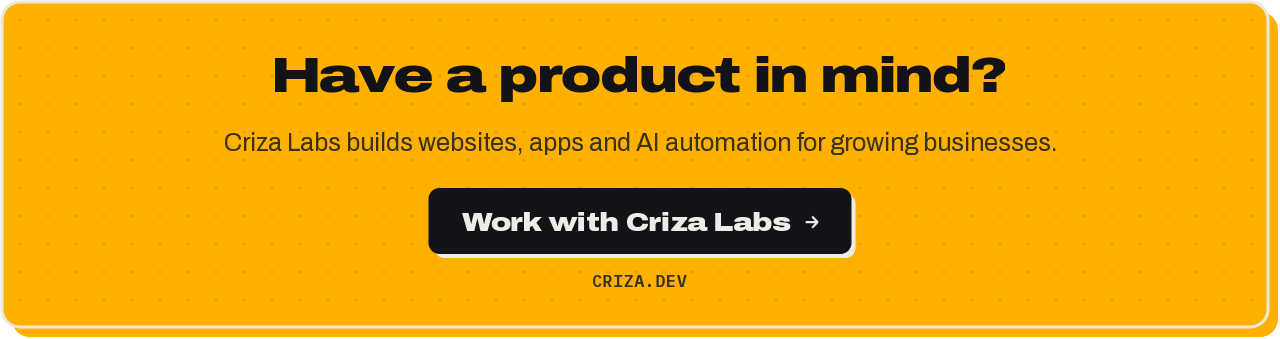 Have a product in mind?
Criza Labs builds websites, apps and AI automation for growing businesses.
Work with Criza Labs →
CRIZA.DEV